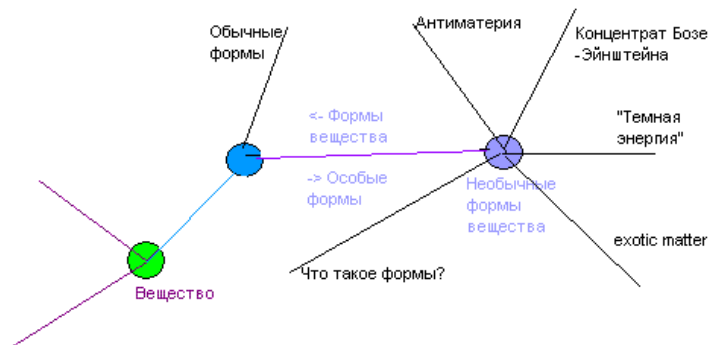 Обычные
формы
Антиматерия
Концентрат Бозе
-Эйнштейна
<- Формы
вещества
"Темная
энергия"
-> Особые
формы
Необычные
формы
вещества
exotic matter
Что такое формы?
Вещество